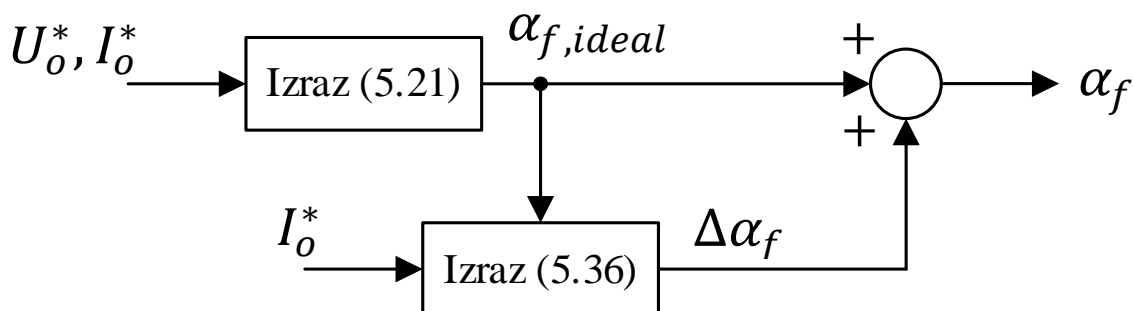 U_o^*, I_o^*
Izraz (5.21)
α_{f,ideal}
+
+
α_f
I_o^*
Izraz (5.36)
Δα_f